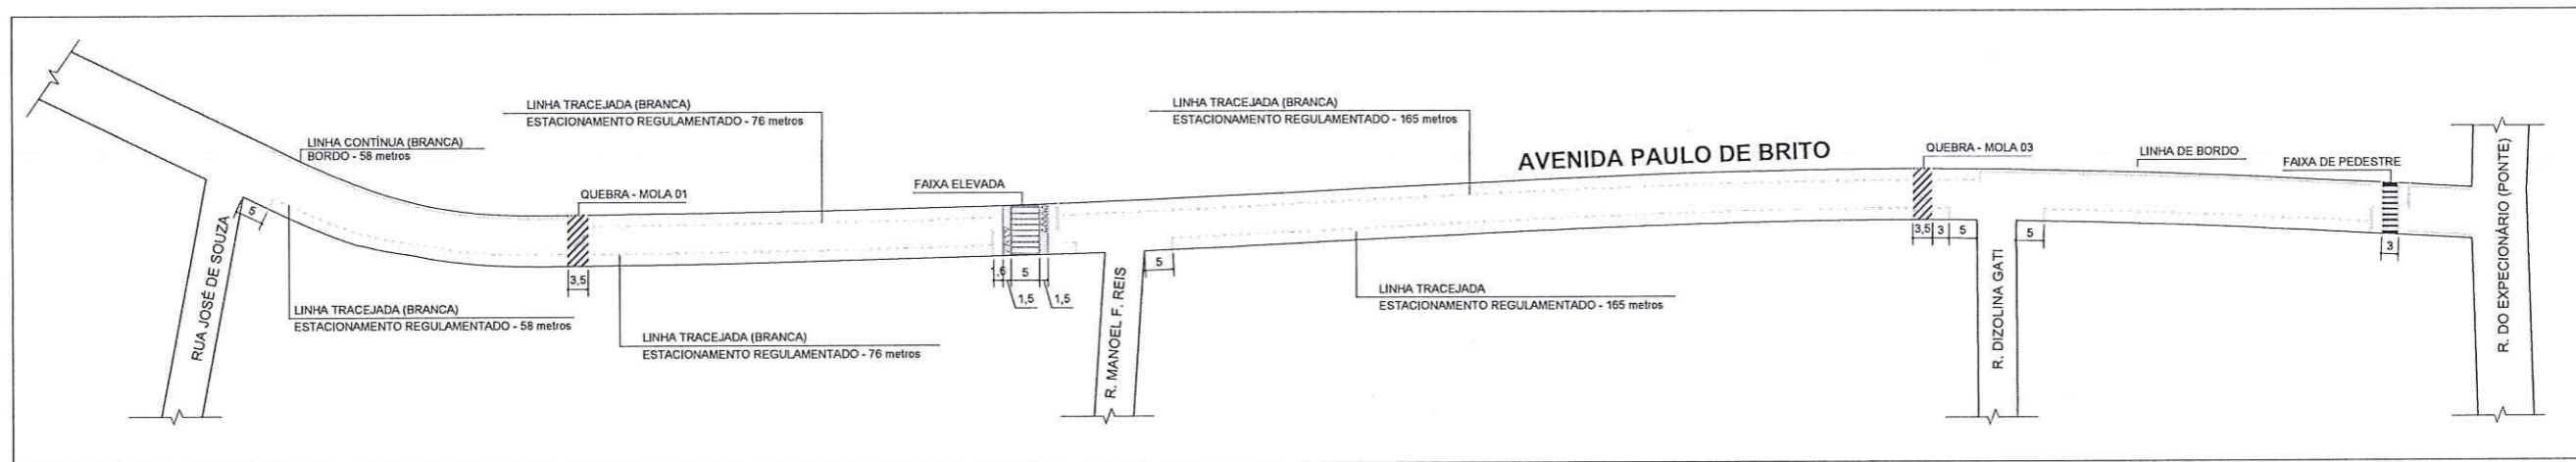 LINHA TRACEJADA (BRANCA)
ESTACIONAMENTO REGULAMENTADO - 76 metros
LINHA TRACEJADA (BRANCA)
ESTACIONAMENTO REGULAMENTADO - 165 metros
LINHA CONTÍNUA (BRANCA)
BORDO - 58 metros
AVENIDA PAULO DE BRITO
QUEBRA - MOLA 03
LINHA DE BORDO
FAIXA DE PEDESTRE
R. DO EXPECIONÁRIO (PONTE)
QUEBRA - MOLA 01
FAIXA ELEVADA
5
RUA JOSÉ DE SOUZA
3,5
5
1,5
1,5
R. MANOEL F. REIS
5
3,5
3
5
5
R. DIZOLINA GATI
3
LINHA TRACEJADA (BRANCA)
ESTACIONAMENTO REGULAMENTADO - 58 metros
LINHA TRACEJADA (BRANCA)
ESTACIONAMENTO REGULAMENTADO - 76 metros
LINHA TRACEJADA
ESTACIONAMENTO REGULAMENTADO - 165 metros